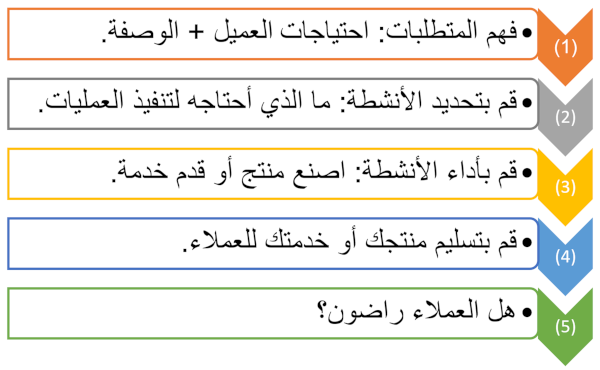 (1) • فهم المتطلبات: احتياجات العميل + الوصفة.
(2) • قم بتحديد الأنشطة: ما الذي أحتاجه لتنفيذ العمليات.
(3) • قم بأداء الأنشطة: اصنع منتج أو قدم خدمة.
(4) • قم بتسليم منتجك أو خدمتك للعملاء.
(5) • هل العملاء راضون؟